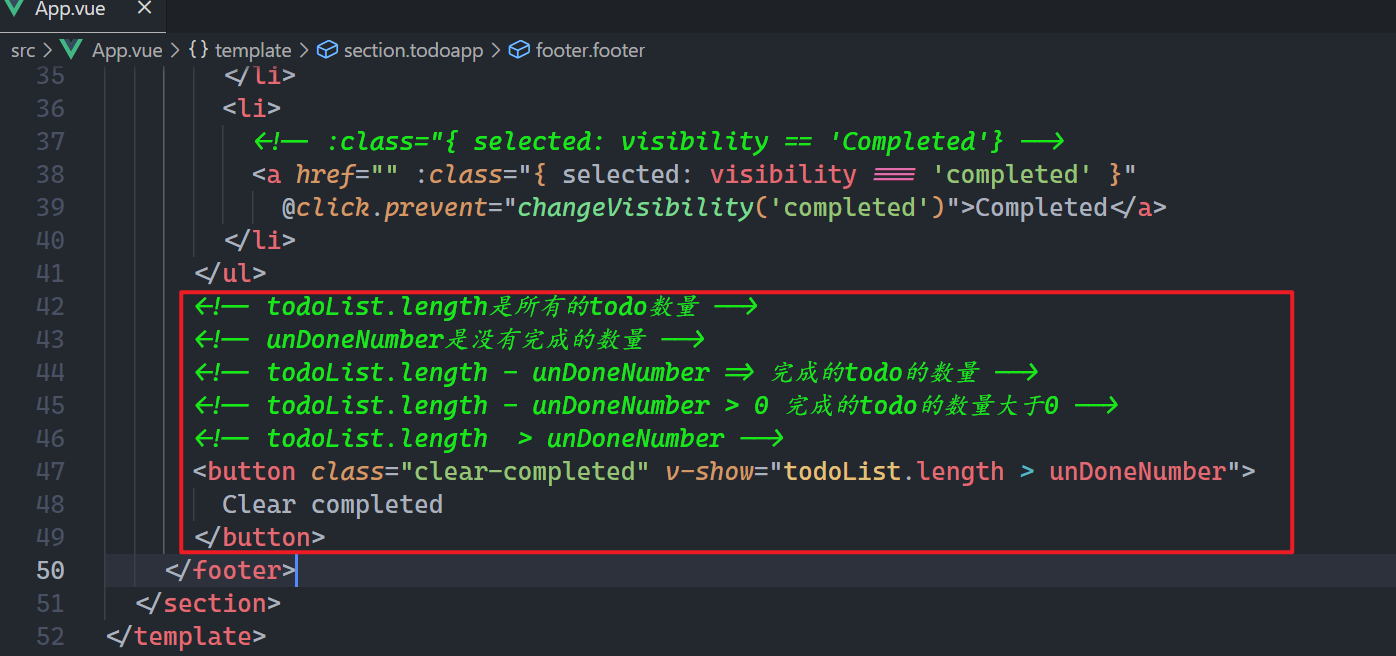 App.vue ×
src > App.vue > {} template > section.todoapp > footer.footer
35 </li>
36 <li>
37 <!-- :class="{ selected: visibility == 'Completed'} -->
38 <a href="" :class="{ selected: visibility === 'completed' }"
39 @click.prevent="changeVisibility('completed')">Completed</a>
40 </li>
41 </ul>
42 <!-- todoList.length是所有的todo数量 -->
43 <!-- unDoneNumber是没有完成的数量 -->
44 <!-- todoList.length - unDoneNumber => 完成的todo的数量 -->
45 <!-- todoList.length - unDoneNumber > 0 完成的todo的数量大于0 -->
46 <!-- todoList.length  > unDoneNumber -->
47 <button class="clear-completed" v-show="todoList.length > unDoneNumber">
48 Clear completed
49 </button>
50 </footer>
51 </section>
52 </template>